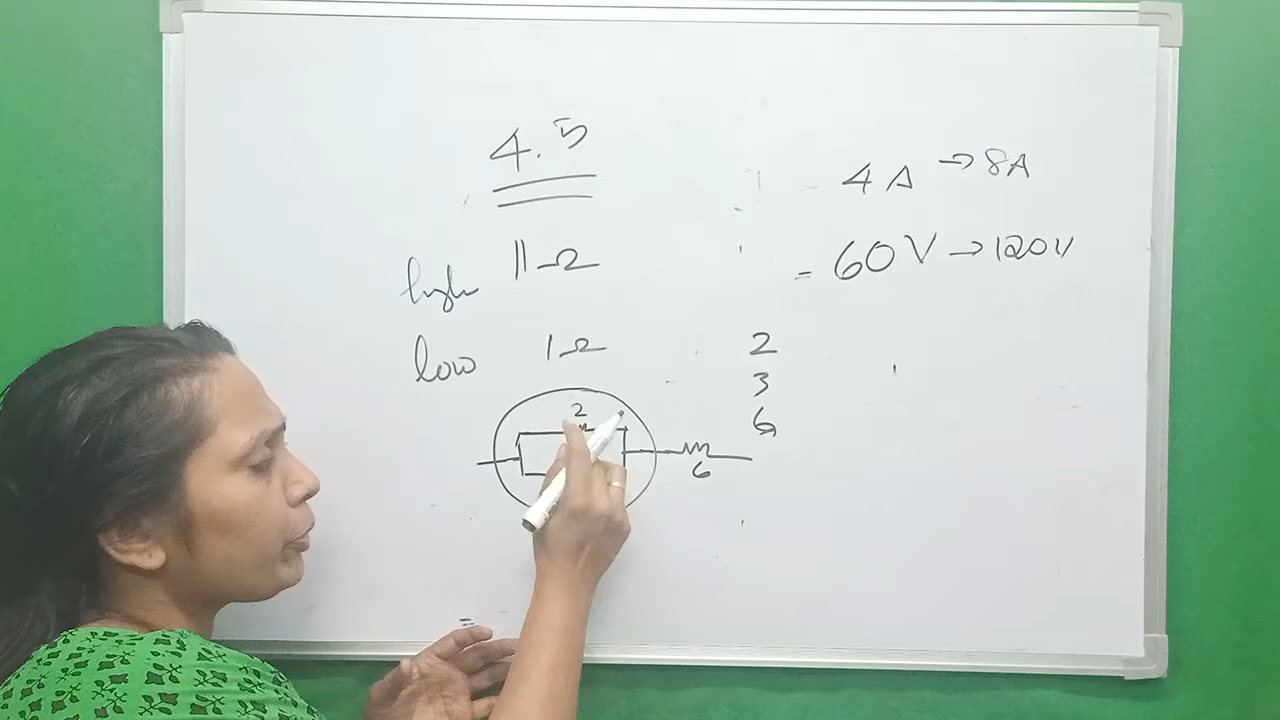 4.5
4A → 8A
high 11Ω
= 60V → 120V
low 1Ω
2
3
6
2
6